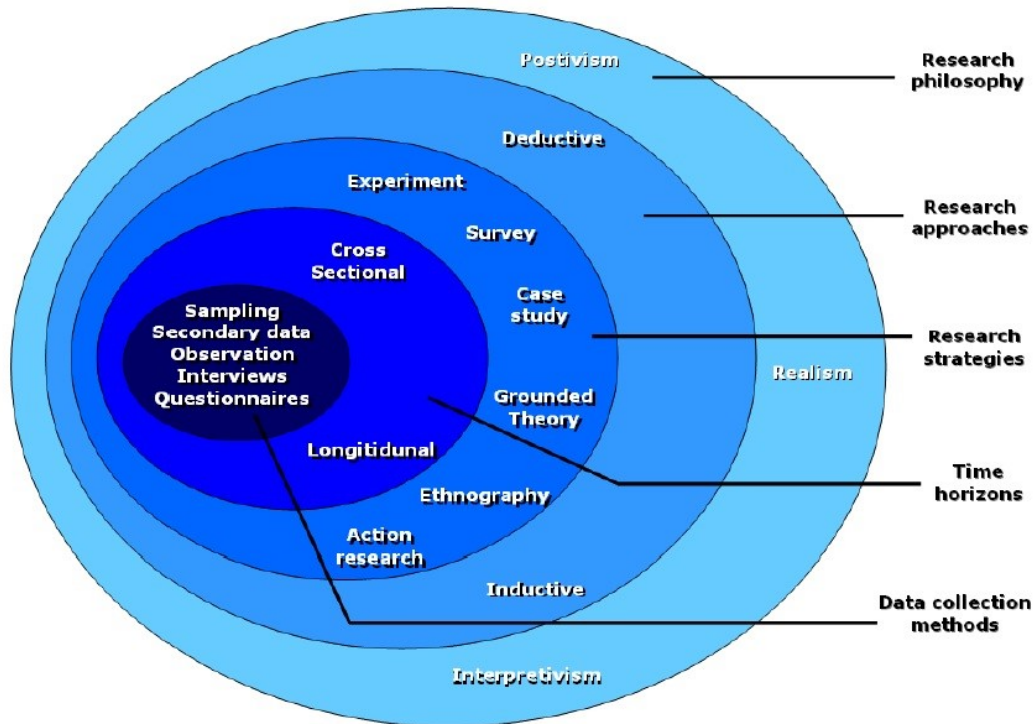 Postivism
Research
philosophy
Deductive
Experiment
Research
approaches
Survey
Cross
Sectional
Case
study
Sampling
Secondary data
Observation
Interviews
Questionnaires
Research
strategies
Realism
Grounded
Theory
Longitidunal
Time
horizons
Ethnography
Action
research
Inductive
Data collection
methods
Interpretivism